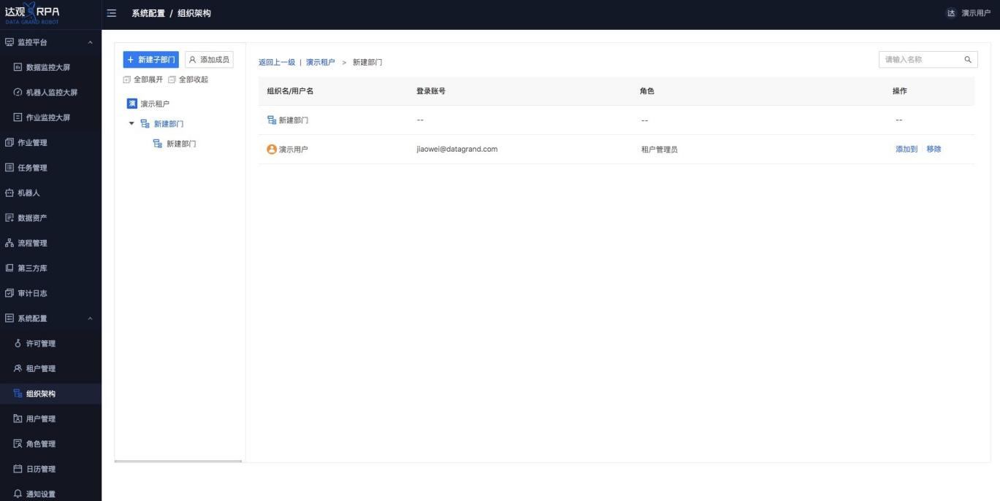 达观RPA
DATA GRAND ROBOT
系统配置 / 组织架构
达 演示用户
监控平台
数据监控大屏
机器人监控大屏
作业监控大屏
作业管理
任务管理
机器人
数据资产
流程管理
第三方库
审计日志
系统配置
许可管理
租户管理
组织架构
用户管理
角色管理
日历管理
通知设置
+ 新建子部门 添加成员
全部展开 全部收起
演 演示租户
新建部门
新建部门
返回上一级 | 演示租户 > 新建部门
请输入名称
组织名/用户名 登录账号 角色 操作
新建部门 -- -- --
演示用户 jiaowei@datagrand.com 租户管理员 添加到 移除